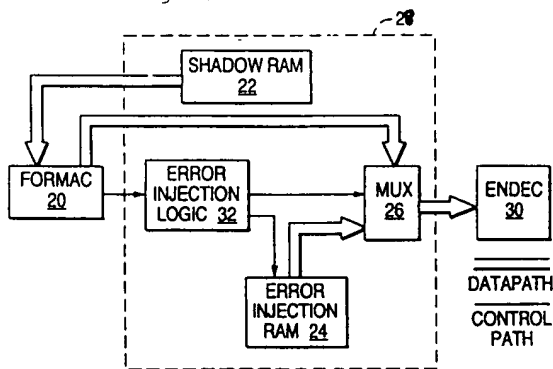 28
SHADOW RAM
22
FORMAC
20
ERROR
INJECTION
LOGIC 32
MUX
26
ENDEC
30
ERROR
INJECTION
RAM 24
DATAPATH
CONTROL
PATH